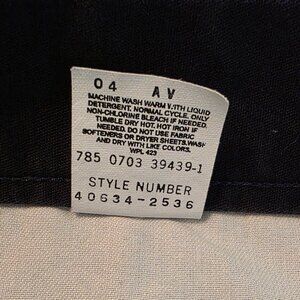 04 AV
MACHINE WASH WARM WITH LIQUID
DETERGENT. NORMAL CYCLE. ONLY
NON-CHLORINE BLEACH IF NEEDED.
TUMBLE DRY HOT. HOT IRON IF
NEEDED. DO NOT USE FABRIC
SOFTENERS OR DRYER SHEETS. WASH
AND DRY WITH LIKE COLORS.
WPL 423
785 0703 39439-1
STYLE NUMBER
40634-2536